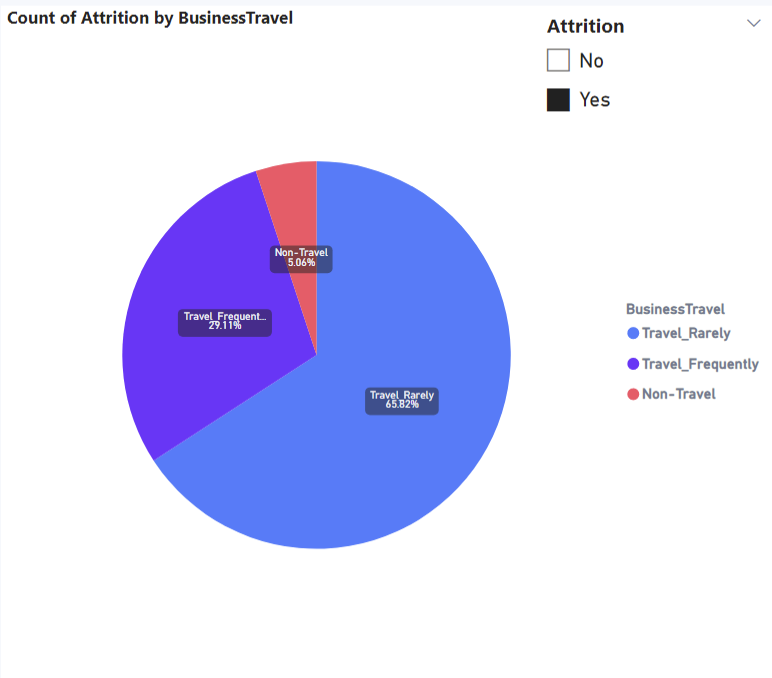 Count of Attrition by BusinessTravel
Attrition
No
Yes
Non-Travel
5.06%
Travel_Frequent...
29.11%
Travel_Rarely
65.82%
BusinessTravel
Travel_Rarely
Travel_Frequently
Non-Travel